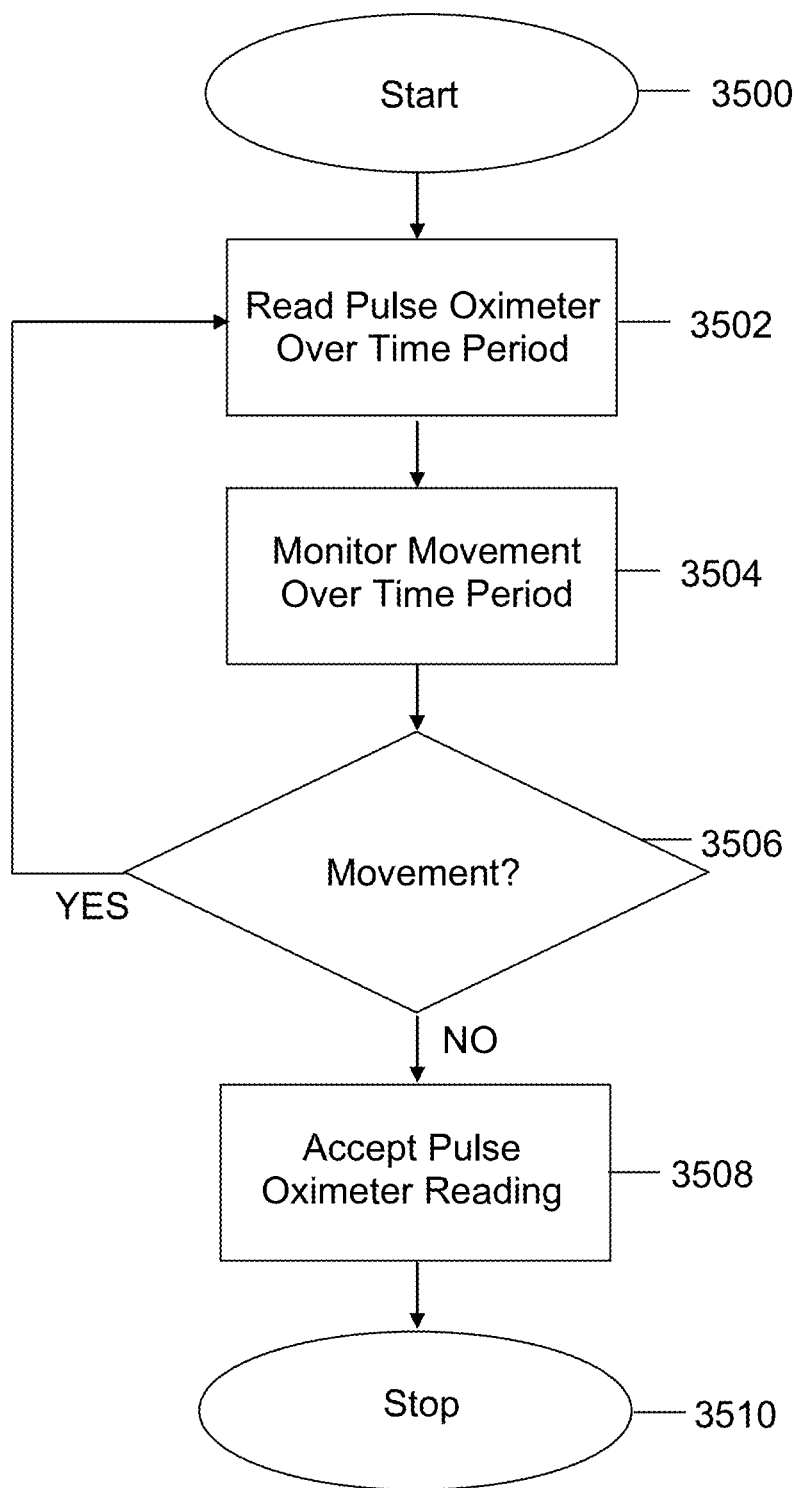 Start
3500
Read Pulse Oximeter
Over Time Period
3502
Monitor Movement
Over Time Period
3504
Movement?
3506
YES
NO
Accept Pulse
Oximeter Reading
3508
Stop
3510